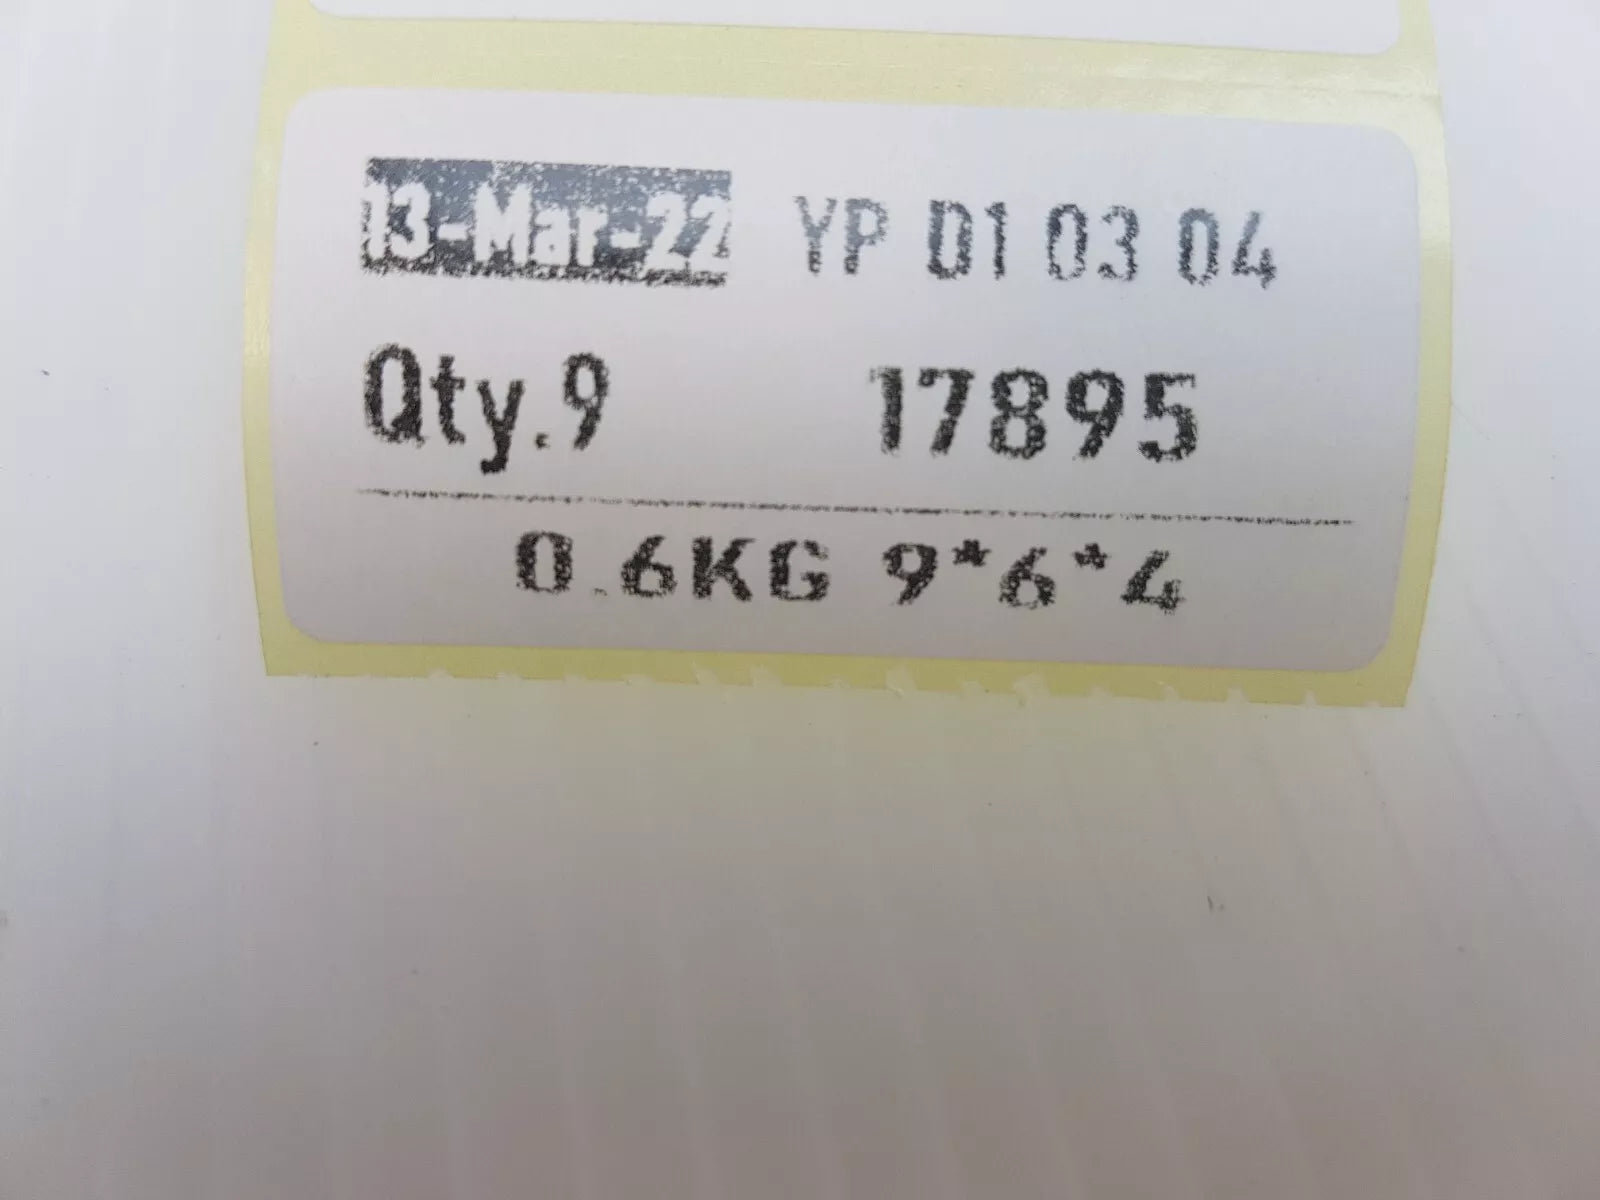 13-Mar-22 YP D1 03 04
Qty.9 17895
0.6KG 9*6*4